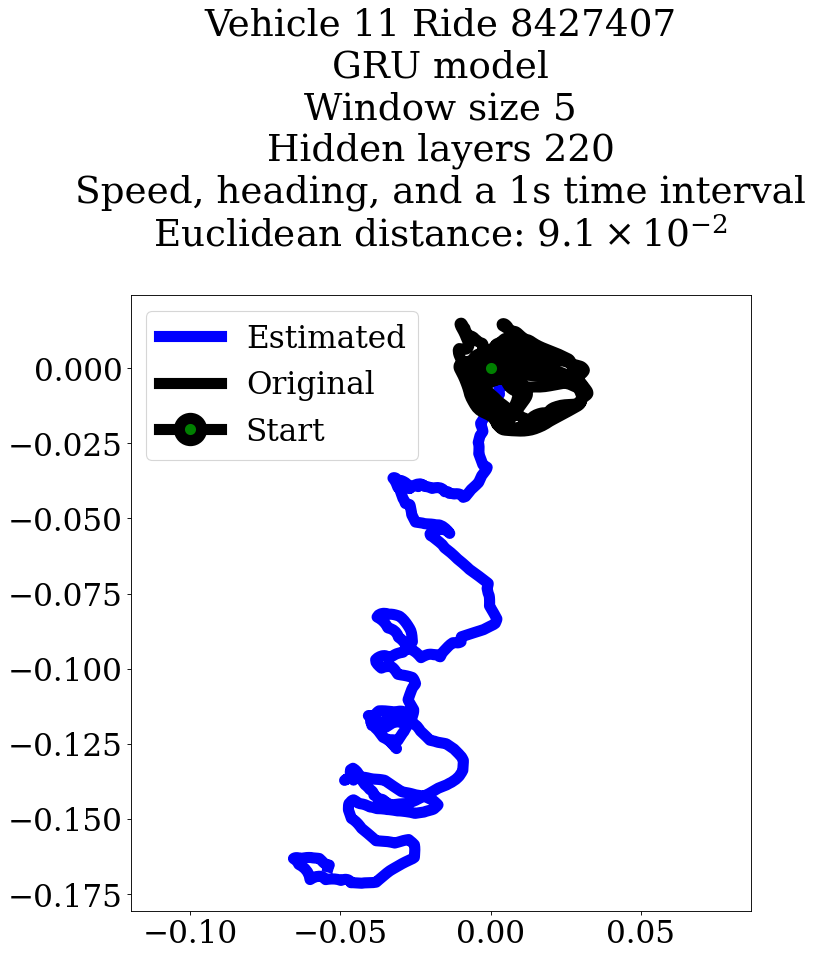 Vehicle 11 Ride 8427407
GRU model
Window size 5
Hidden layers 220
Speed, heading, and a 1s time interval
Euclidean distance: 9.1 × 10⁻²
Estimated
Original
Start
0.000
−0.025
−0.050
−0.075
−0.100
−0.125
−0.150
−0.175
−0.10 −0.05 0.00 0.05